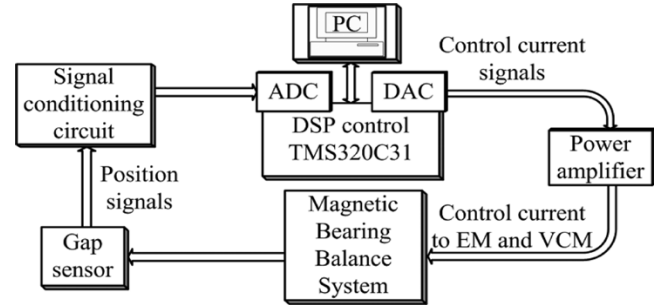 PC
Control current
signals
Signal
conditioning
circuit
ADC
DAC
DSP control
TMS320C31
Power
amplifier
Position
signals
Magnetic
Bearing
Balance
System
Control current
to EM and VCM
Gap
sensor